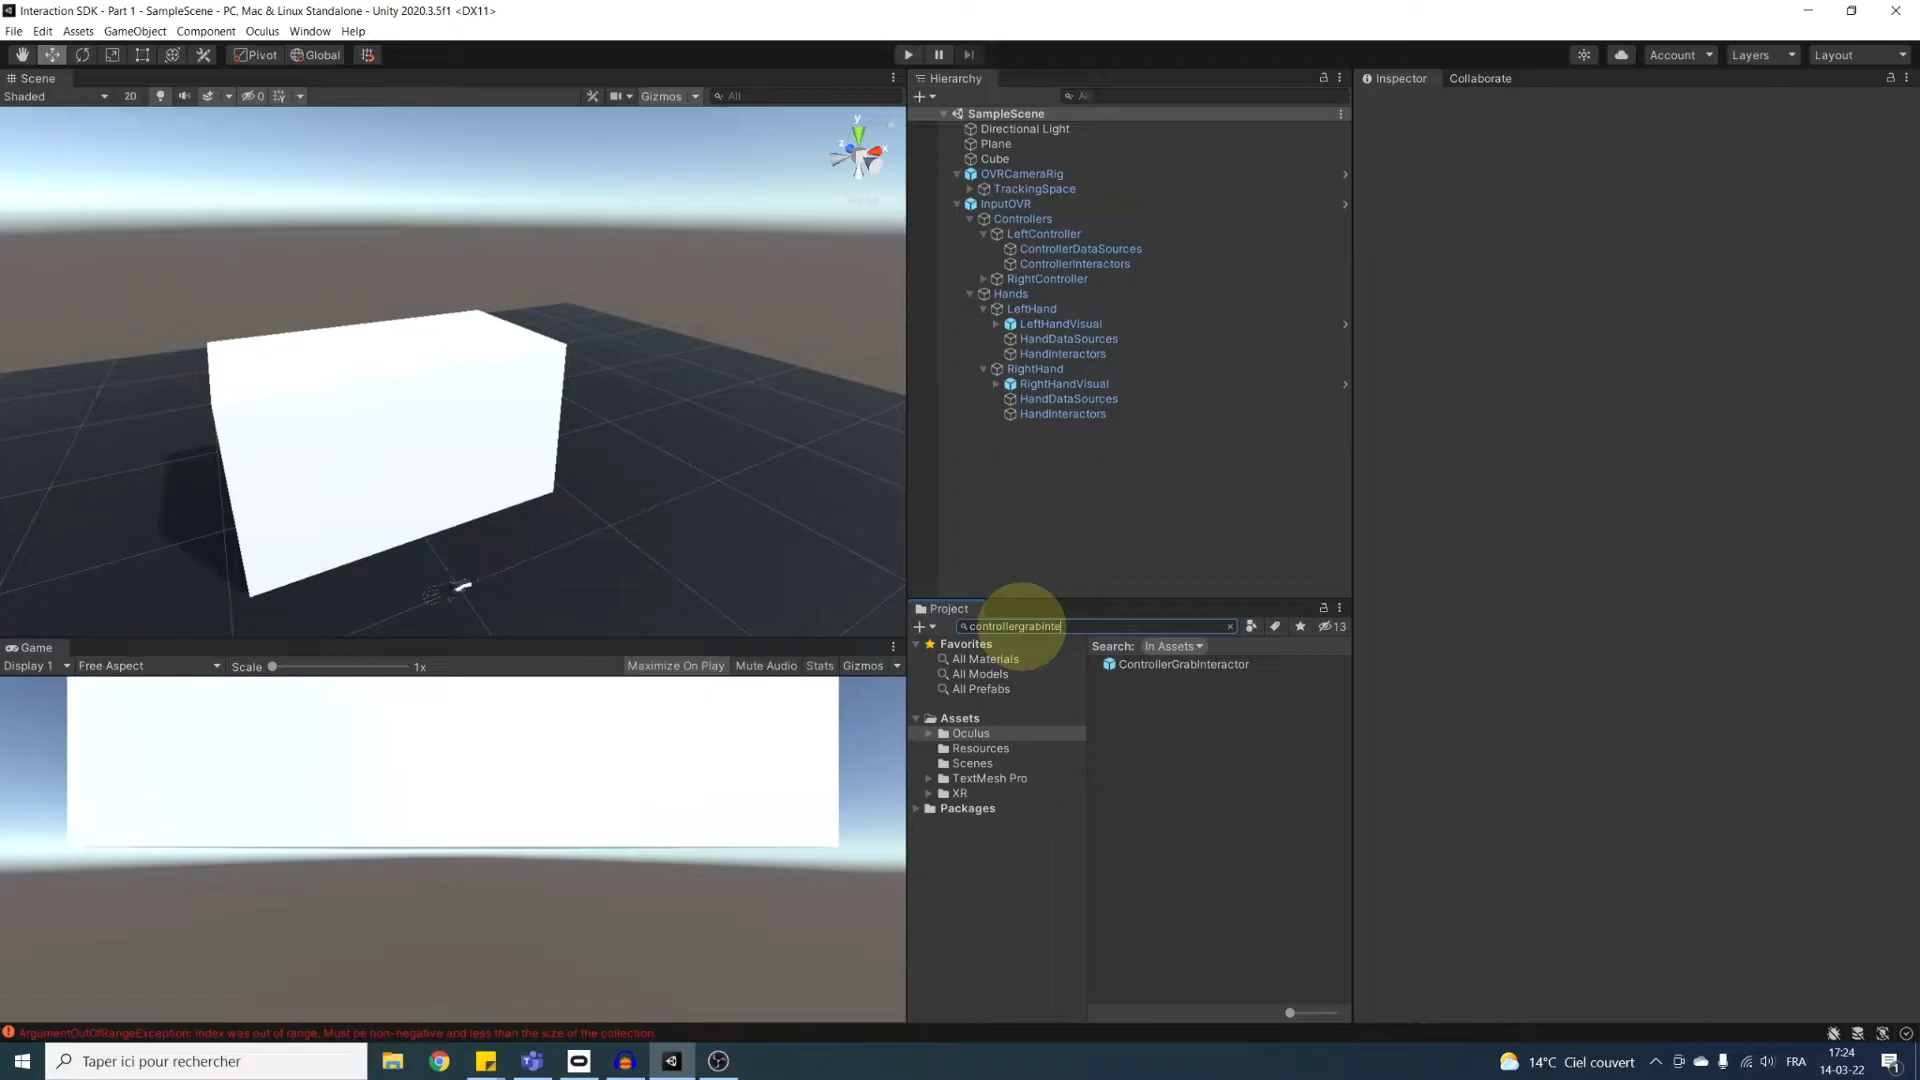 Interaction SDK - Part 1 - SampleScene - PC, Mac & Linux Standalone - Unity 2020.3.5f1 <DX11>
File Edit Assets GameObject Component Oculus Window Help
Pivot Global Account Layers Layout
Scene
Shaded 2D 0 Gizmos All
y
x
z
Hierarchy
All
SampleScene
Directional Light
Plane
Cube
OVRCameraRig
TrackingSpace
InputOVR
Controllers
LeftController
ControllerDataSources
ControllerInteractors
RightController
Hands
LeftHand
LeftHandVisual
HandDataSources
HandInteractors
RightHand
RightHandVisual
HandDataSources
HandInteractors
Inspector Collaborate
Project
controllergrabinte 13
Favorites
All Materials
All Models
All Prefabs
Assets
Oculus
Resources
Scenes
TextMesh Pro
XR
Packages
Search: In Assets
ControllerGrabInteractor
Game
Display 1 Free Aspect Scale 1x Maximize On Play Mute Audio Stats Gizmos
ArgumentOutOfRangeException: Index was out of range. Must be non-negative and less than the size of the collection.
Taper ici pour rechercher
14°C Ciel couvert FRA 17:24
14-03-22
1